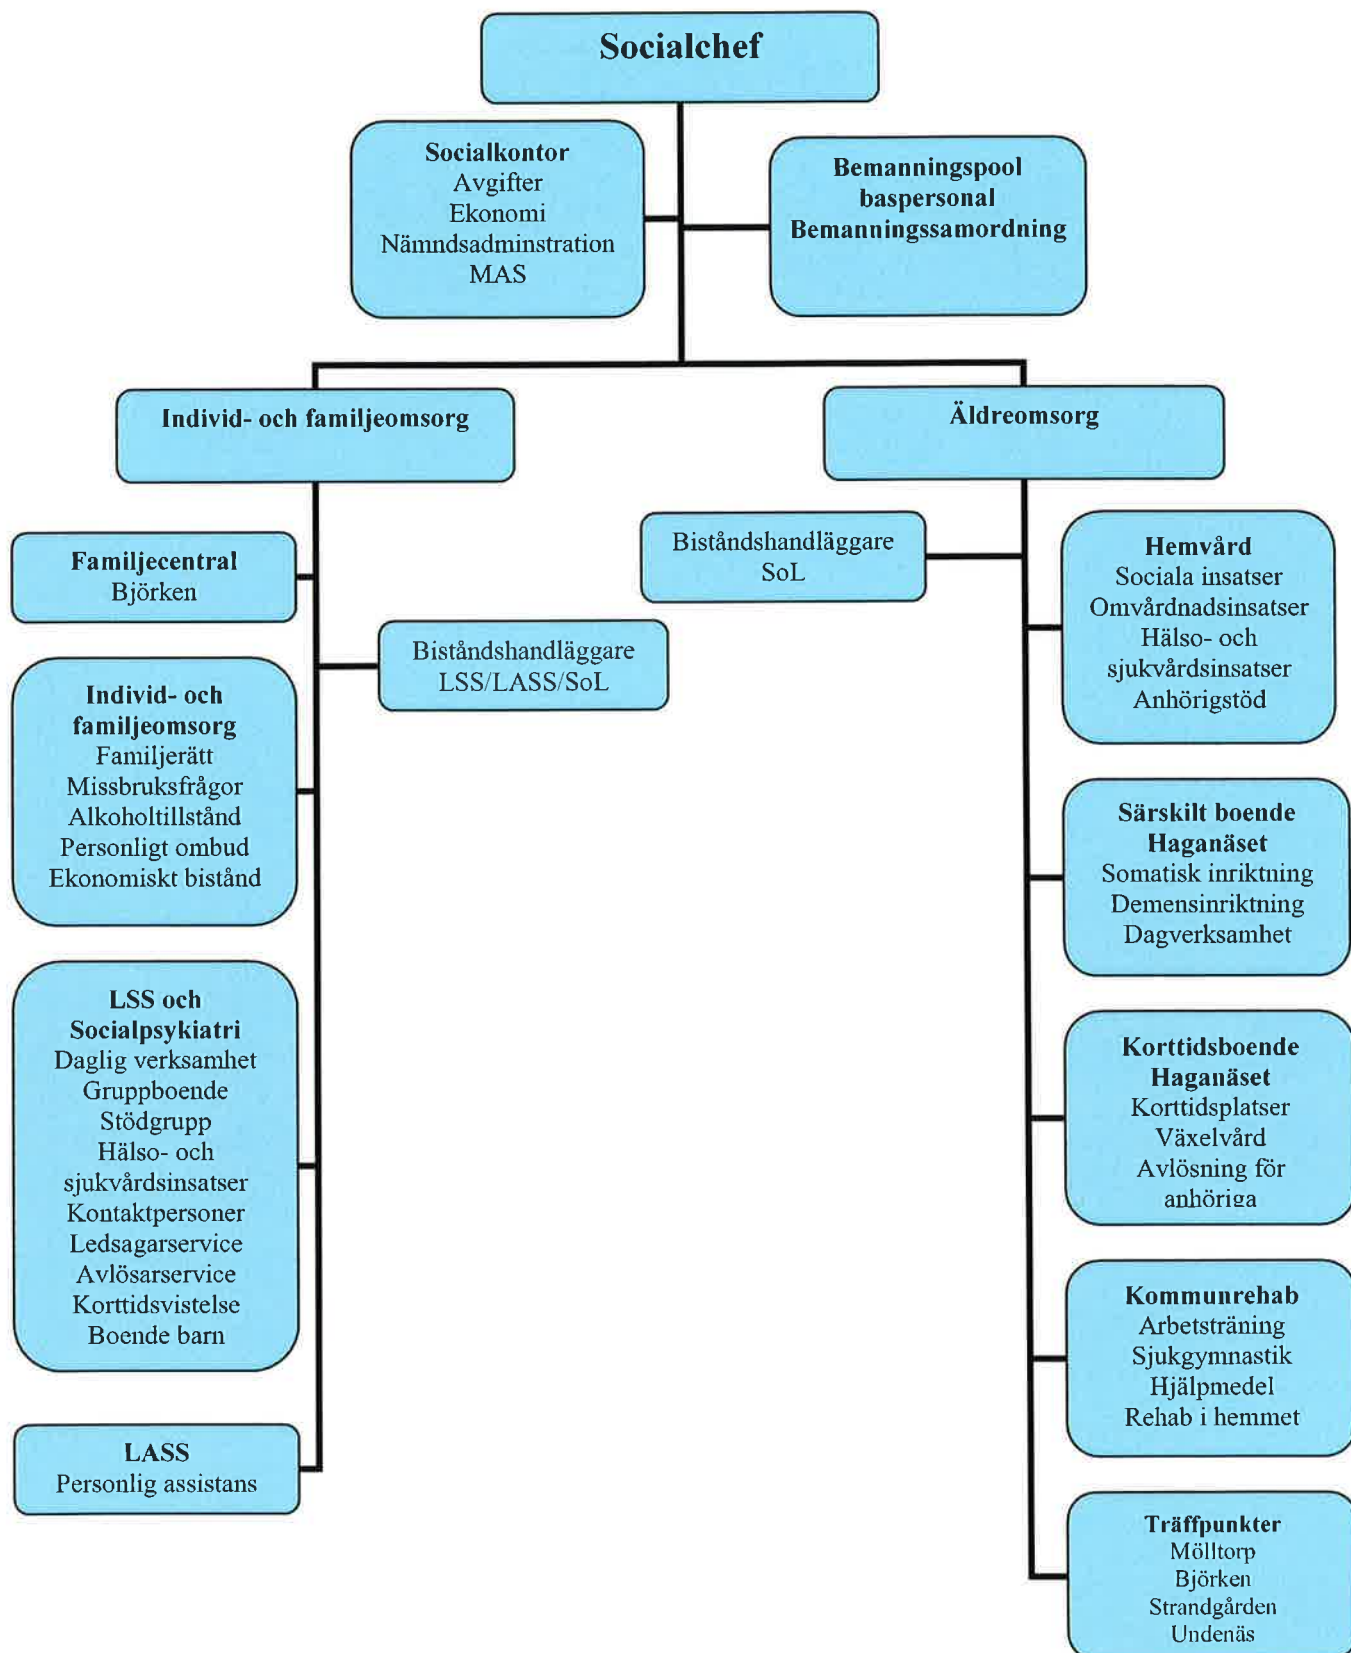 Socialchef
Socialkontor
Avgifter
Ekonomi
Nämndsadminstration
MAS
Bemanningspool
baspersonal
Bemanningssamordning
Individ- och familjeomsorg
Äldreomsorg
Familjecentral
Björken
Biståndshandläggare
LSS/LASS/SoL
Individ- och
familjeomsorg
Familjerätt
Missbruksfrågor
Alkoholtillstånd
Personligt ombud
Ekonomiskt bistånd
LSS och
Socialpsykiatri
Daglig verksamhet
Gruppboende
Stödgrupp
Hälso- och
sjukvårdsinsatser
Kontaktpersoner
Ledsagarservice
Avlösarservice
Korttidsvistelse
Boende barn
LASS
Personlig assistans
Biståndshandläggare
SoL
Hemvård
Sociala insatser
Omvårdnadsinsatser
Hälso- och
sjukvårdsinsatser
Anhörigstöd
Särskilt boende
Haganäset
Somatisk inriktning
Demensinriktning
Dagverksamhet
Korttidsboende
Haganäset
Korttidsplatser
Växelvård
Avlösning för
anhöriga
Kommunrehab
Arbetsträning
Sjukgymnastik
Hjälpmedel
Rehab i hemmet
Träffpunkter
Mölltorp
Björken
Strandgården
Undenäs